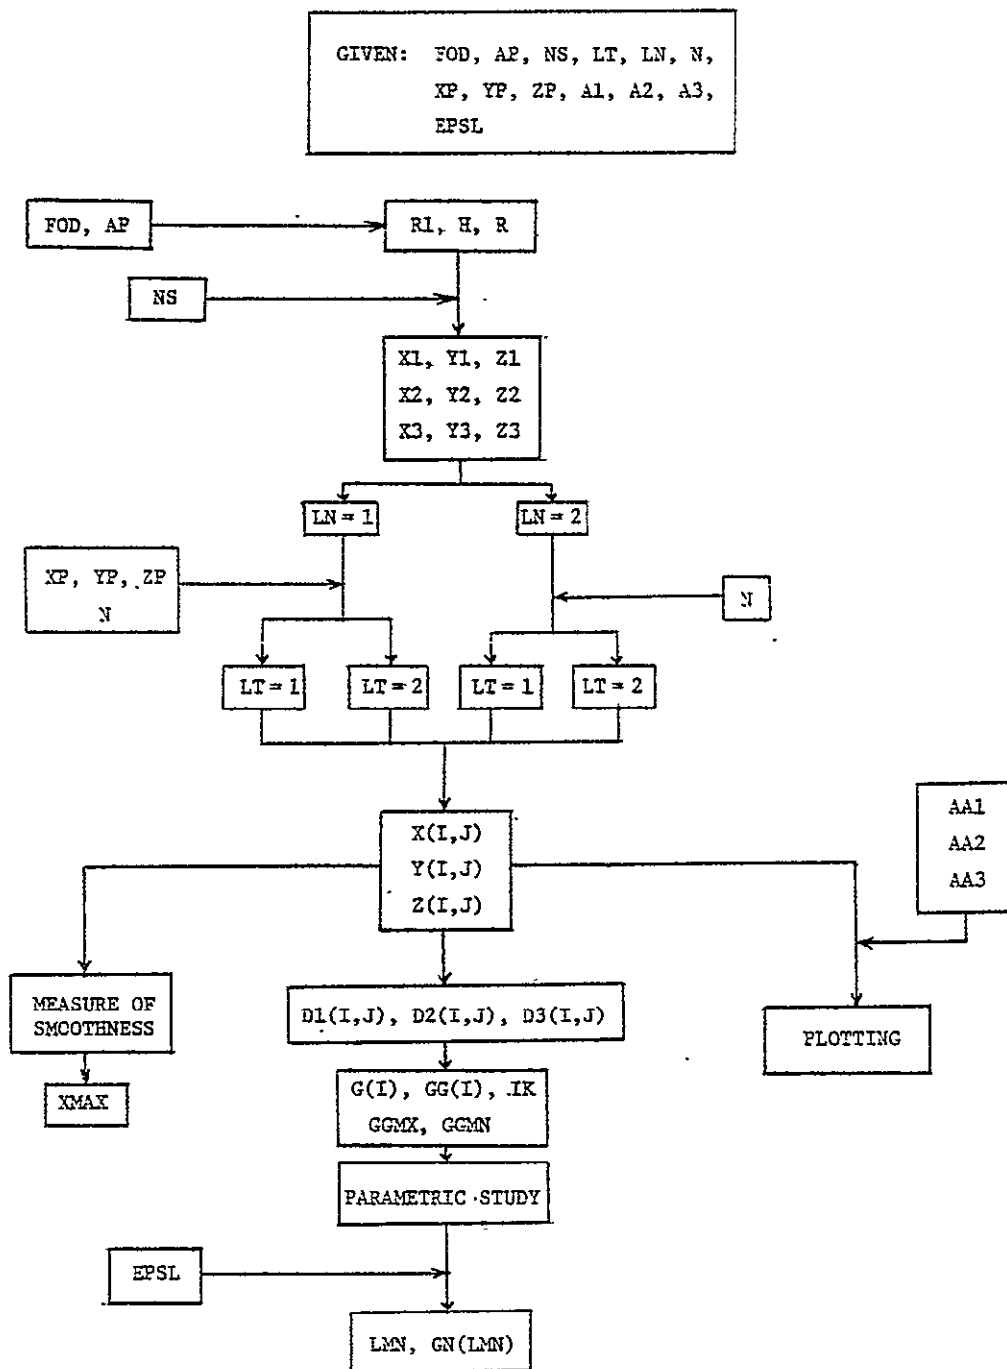 GIVEN: FOD, AP, NS, LT, LN, N,
XP, YP, ZP, A1, A2, A3,
EPSL
FOD, AP
R1, H, R
NS
X1, Y1, Z1
X2, Y2, Z2
X3, Y3, Z3
LN = 1
LN = 2
XP, YP, ZP
N
N
LT = 1
LT = 2
LT = 1
LT = 2
X(I,J)
Y(I,J)
Z(I,J)
AA1
AA2
AA3
MEASURE OF
SMOOTHNESS
D1(I,J), D2(I,J), D3(I,J)
PLOTTING
XMAX
G(I), GG(I), IK
GGMX, GGMN
PARAMETRIC STUDY
EPSL
LMN, GN(LMN)